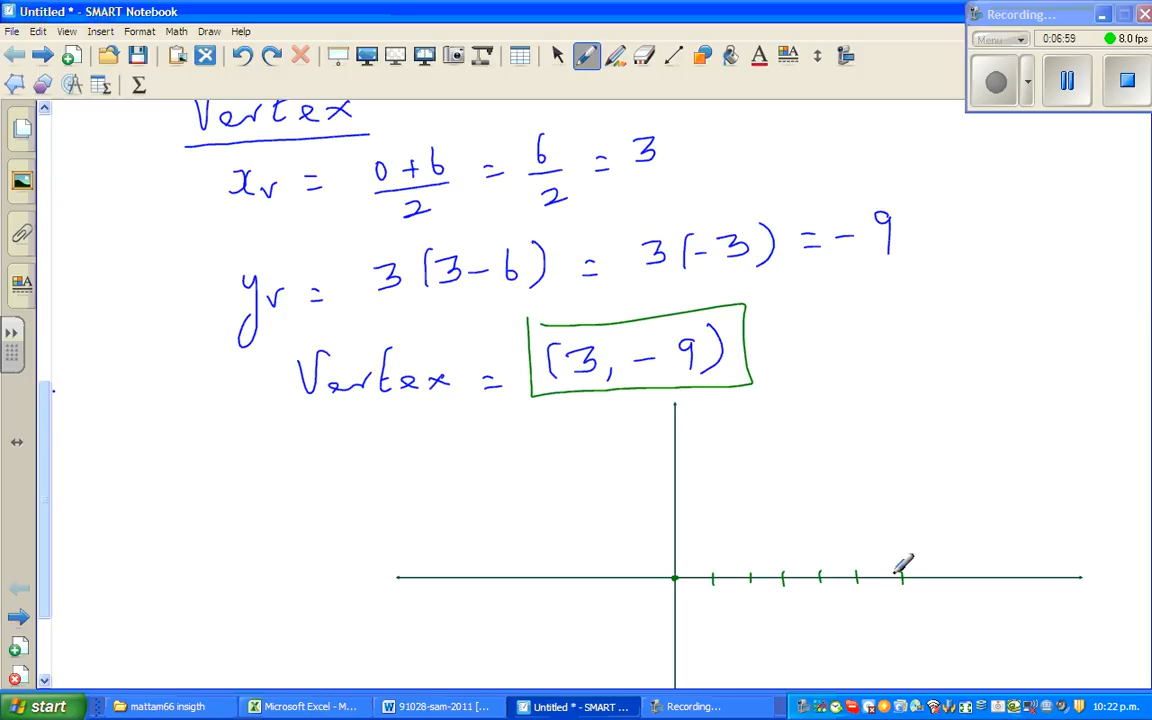 Untitled * - SMART Notebook
Recording...
File Edit View Insert Format Math Draw Help
Menu 0:06:59 8.0 fps
Vertex
xv = 0 + 6 / 2 = 6 / 2 = 3
yv = 3 (3 - 6) = 3 (- 3) = - 9
Vertex = (3, - 9)
start mattam66 insigth Microsoft Excel - M... 91028-sam-2011 [... Untitled * - SMART ... Recording... 10:22 p.m.